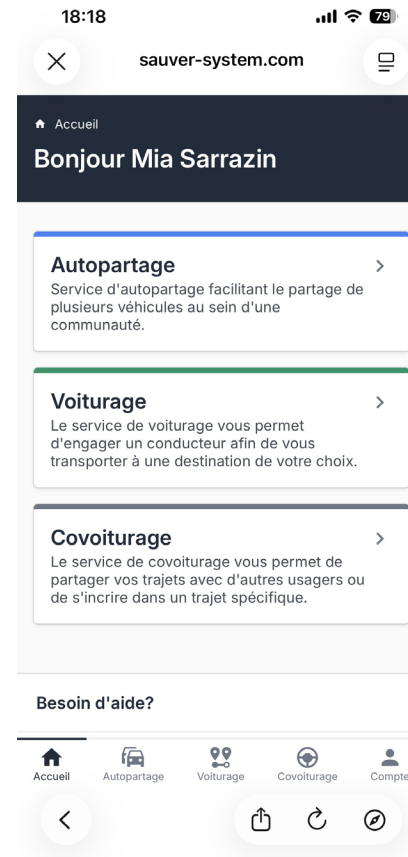 18:18
79
sauver-system.com
Accueil
Bonjour Mia Sarrazin
Autopartage
Service d'autopartage facilitant le partage de
plusieurs véhicules au sein d'une
communauté.
Voiturage
Le service de voiturage vous permet
d'engager un conducteur afin de vous
transporter à une destination de votre choix.
Covoiturage
Le service de covoiturage vous permet de
partager vos trajets avec d'autres usagers ou
de s'incrire dans un trajet spécifique.
Besoin d'aide?
Accueil
Autopartage
Voiturage
Covoiturage
Compte